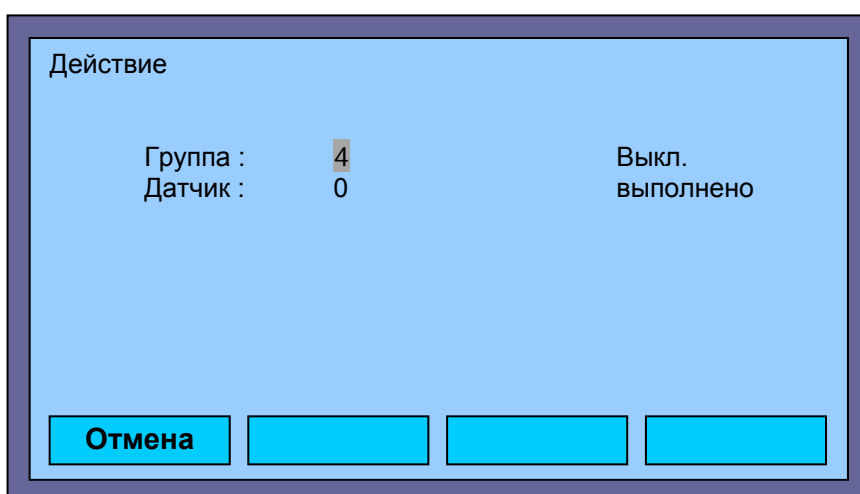 Действие
Группа : 4 Выкл.
Датчик : 0 выполнено
Отмена